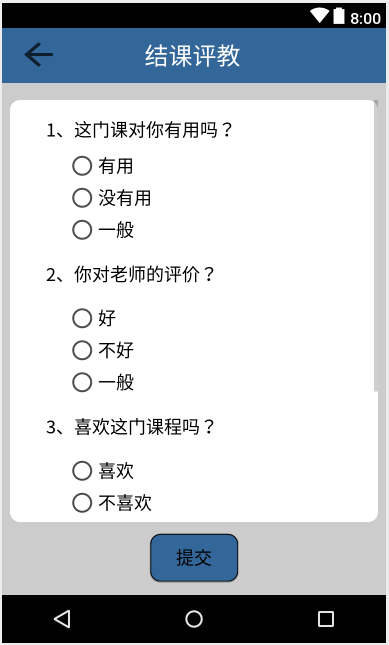 8:00
结课评教
1、这门课对你有用吗？
有用
没有用
一般
2、你对老师的评价？
好
不好
一般
3、喜欢这门课程吗？
喜欢
不喜欢
提交